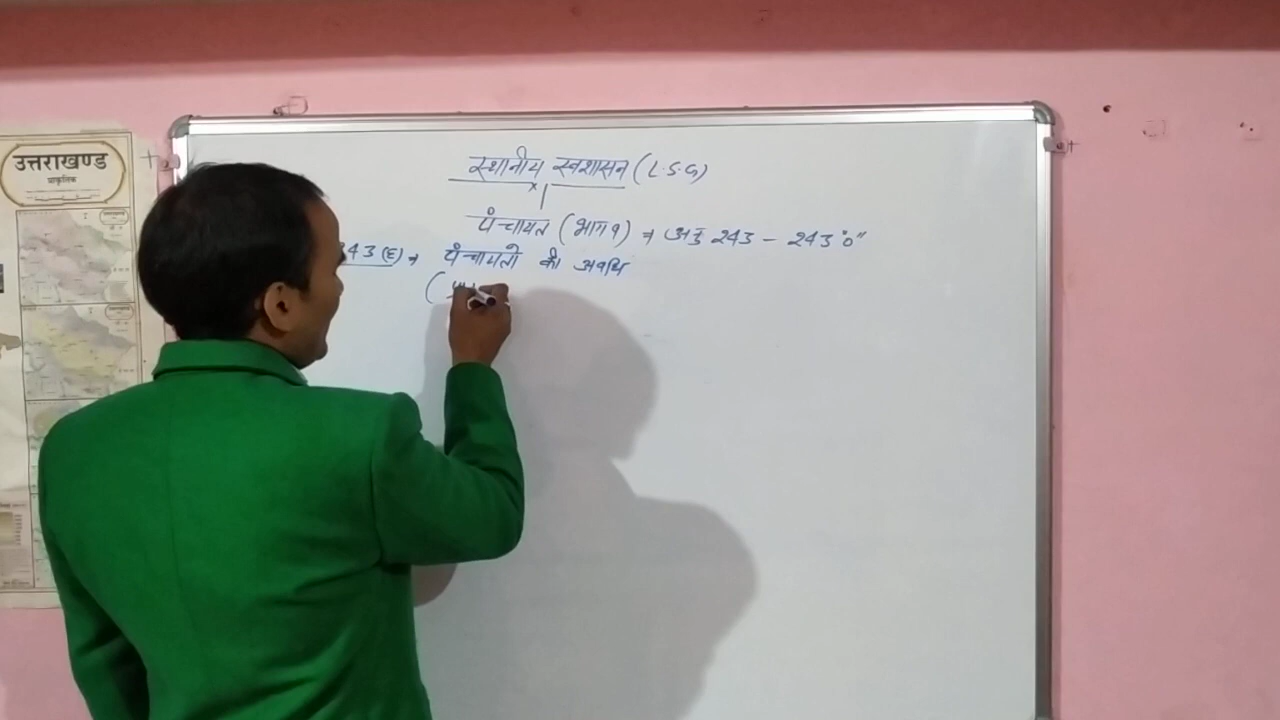 उत्तराखण्ड
प्राकृतिक
स्थानीय स्वशासन (L.S.G)
पंचायत (भाग 9) → अनु 243 - 243 "O"
243 (E) → पंचायतो की अवधि
(